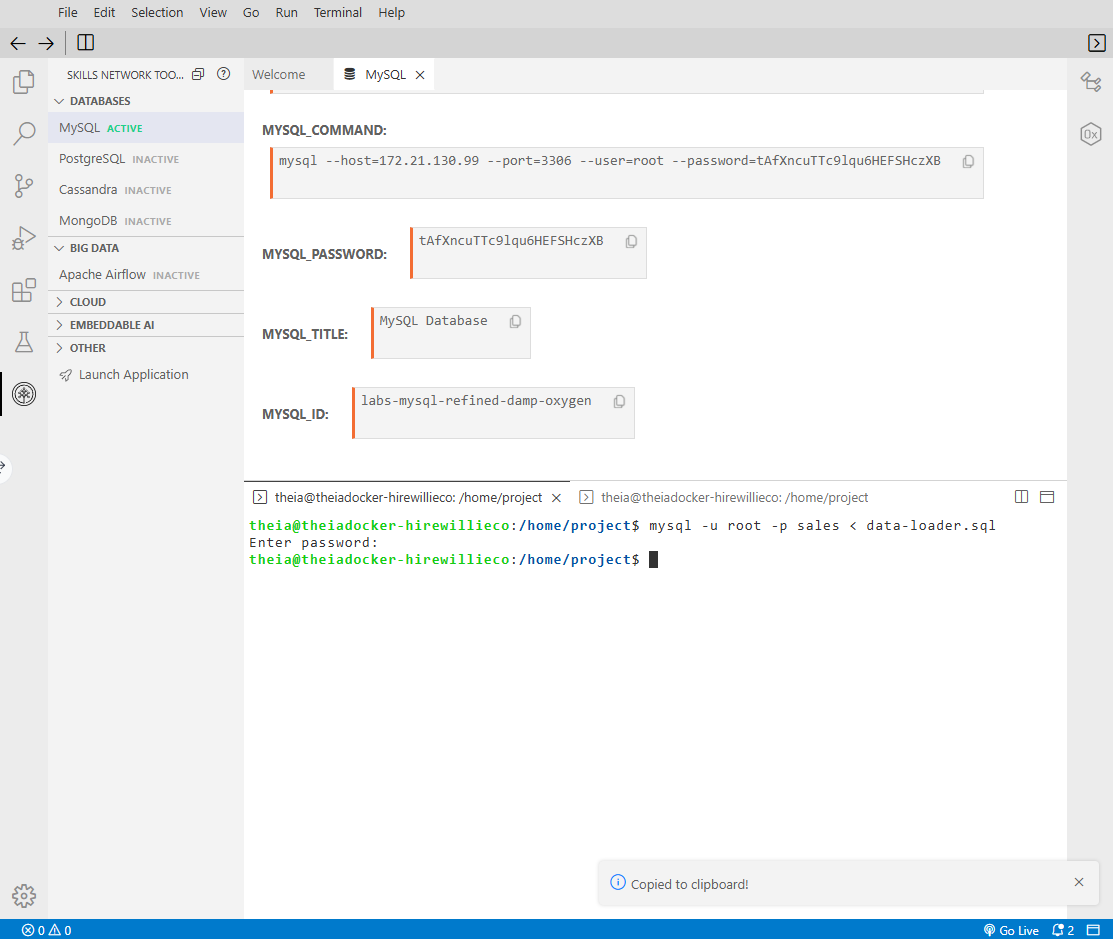 File Edit Selection View Go Run Terminal Help
SKILLS NETWORK TOO...
DATABASES
MySQL ACTIVE
PostgreSQL INACTIVE
Cassandra INACTIVE
MongoDB INACTIVE
BIG DATA
Apache Airflow INACTIVE
CLOUD
EMBEDDABLE AI
OTHER
Launch Application
Welcome MySQL
MYSQL_COMMAND:
mysql --host=172.21.130.99 --port=3306 --user=root --password=tAfXncuTTc9lqu6HEFSHczXB
MYSQL_PASSWORD:
tAfXncuTTc9lqu6HEFSHczXB
MYSQL_TITLE:
MySQL Database
MYSQL_ID:
labs-mysql-refined-damp-oxygen
theia@theiadocker-hirewillieco: /home/project theia@theiadocker-hirewillieco: /home/project
theia@theiadocker-hirewillieco:/home/project$ mysql -u root -p sales < data-loader.sql
Enter password:
theia@theiadocker-hirewillieco:/home/project$
Copied to clipboard!
0 0
Go Live 2
0x